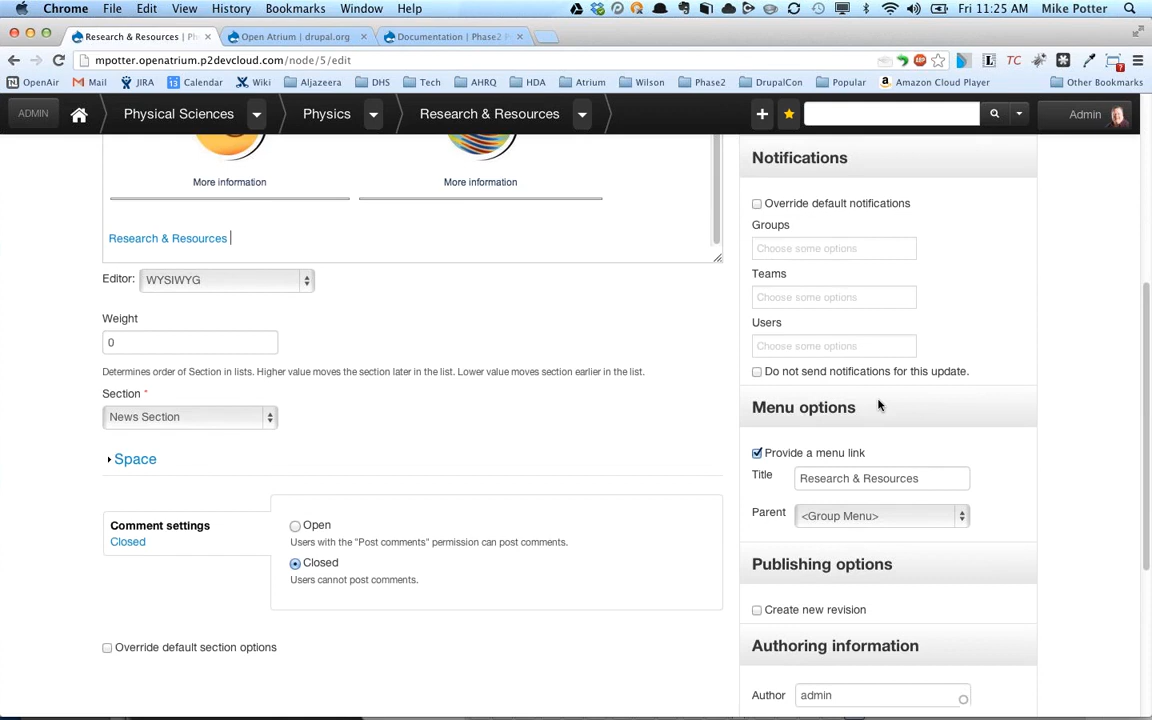 Chrome File Edit View History Bookmarks Window Help Fri 11:25 AM Mike Potter
Research & Resources | Ph Open Atrium | drupal.org Documentation | Phase2 P
mpotter.openatrium.p2devcloud.com/node/5/edit
OpenAir Mail JIRA Calendar Wiki Aljazeera DHS Tech AHRQ HDA Atrium Wilson Phase2 DrupalCon Popular Amazon Cloud Player Other Bookmarks
ADMIN Physical Sciences Physics Research & Resources Admin
More information More information
Research & Resources
Editor: WYSIWYG
Weight
0
Determines order of Section in lists. Higher value moves the section later in the list. Lower value moves section earlier in the list.
Section *
News Section
Space
Comment settings
Closed
Open
Users with the "Post comments" permission can post comments.
Closed
Users cannot post comments.
Override default section options
Notifications
Override default notifications
Groups
Choose some options
Teams
Choose some options
Users
Choose some options
Do not send notifications for this update.
Menu options
Provide a menu link
Title Research & Resources
Parent <Group Menu>
Publishing options
Create new revision
Authoring information
Author admin